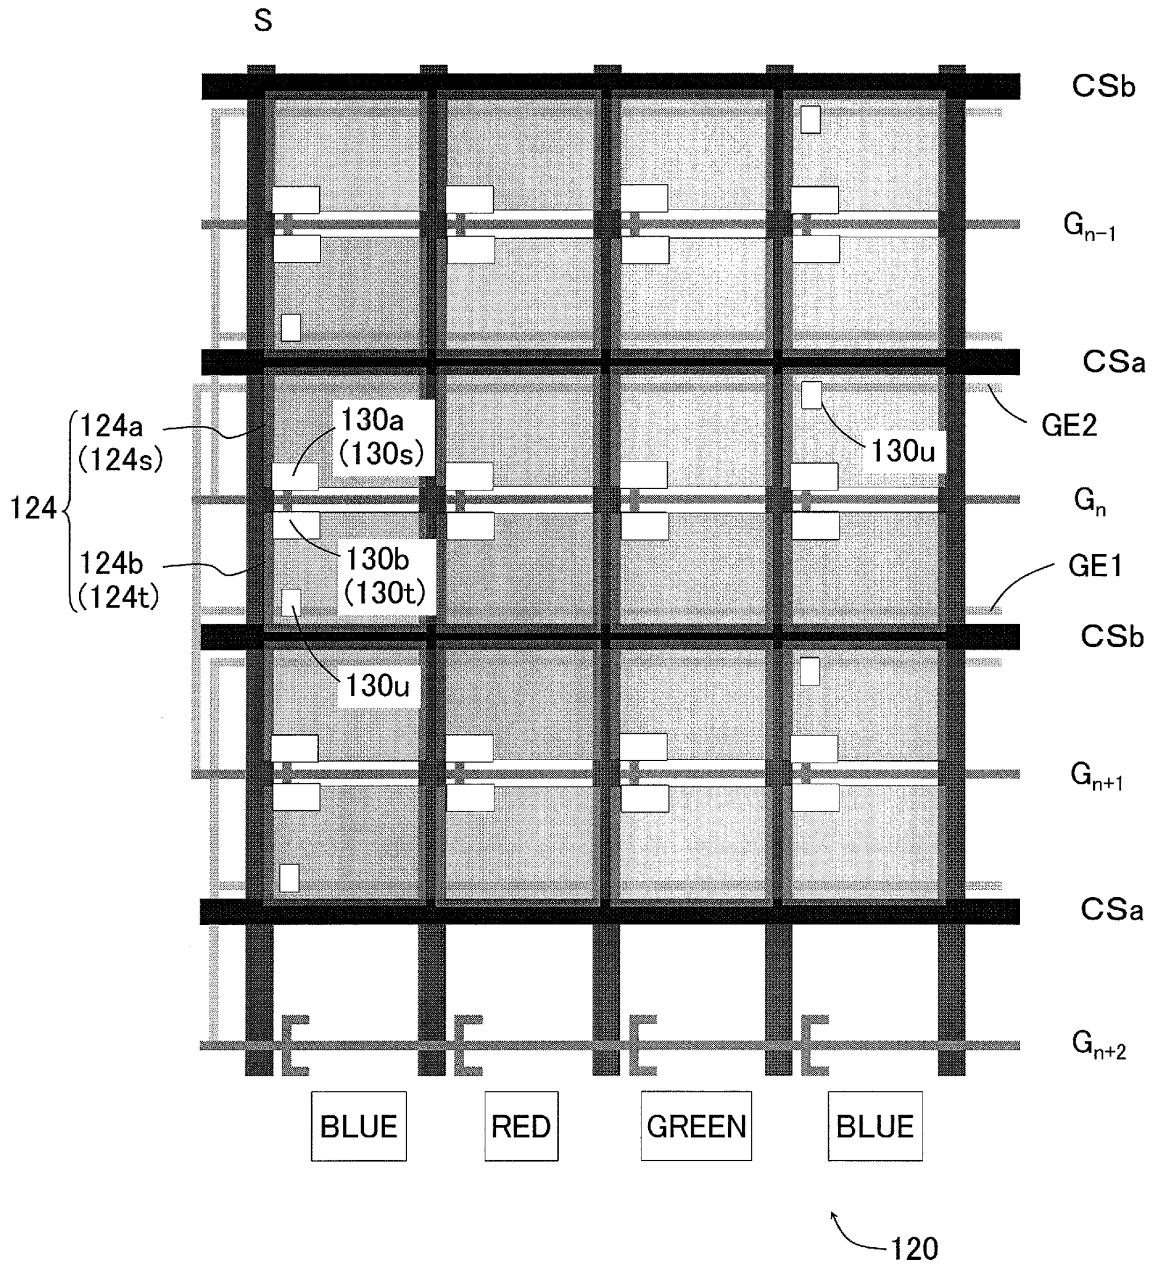 S
CSb
Gn-1
CSa
GE2
124a
(124s)
130a
(130s)
130u
124
Gn
124b
(124t)
130b
(130t)
GE1
CSb
130u
Gn+1
CSa
Gn+2
BLUE
RED
GREEN
BLUE
120